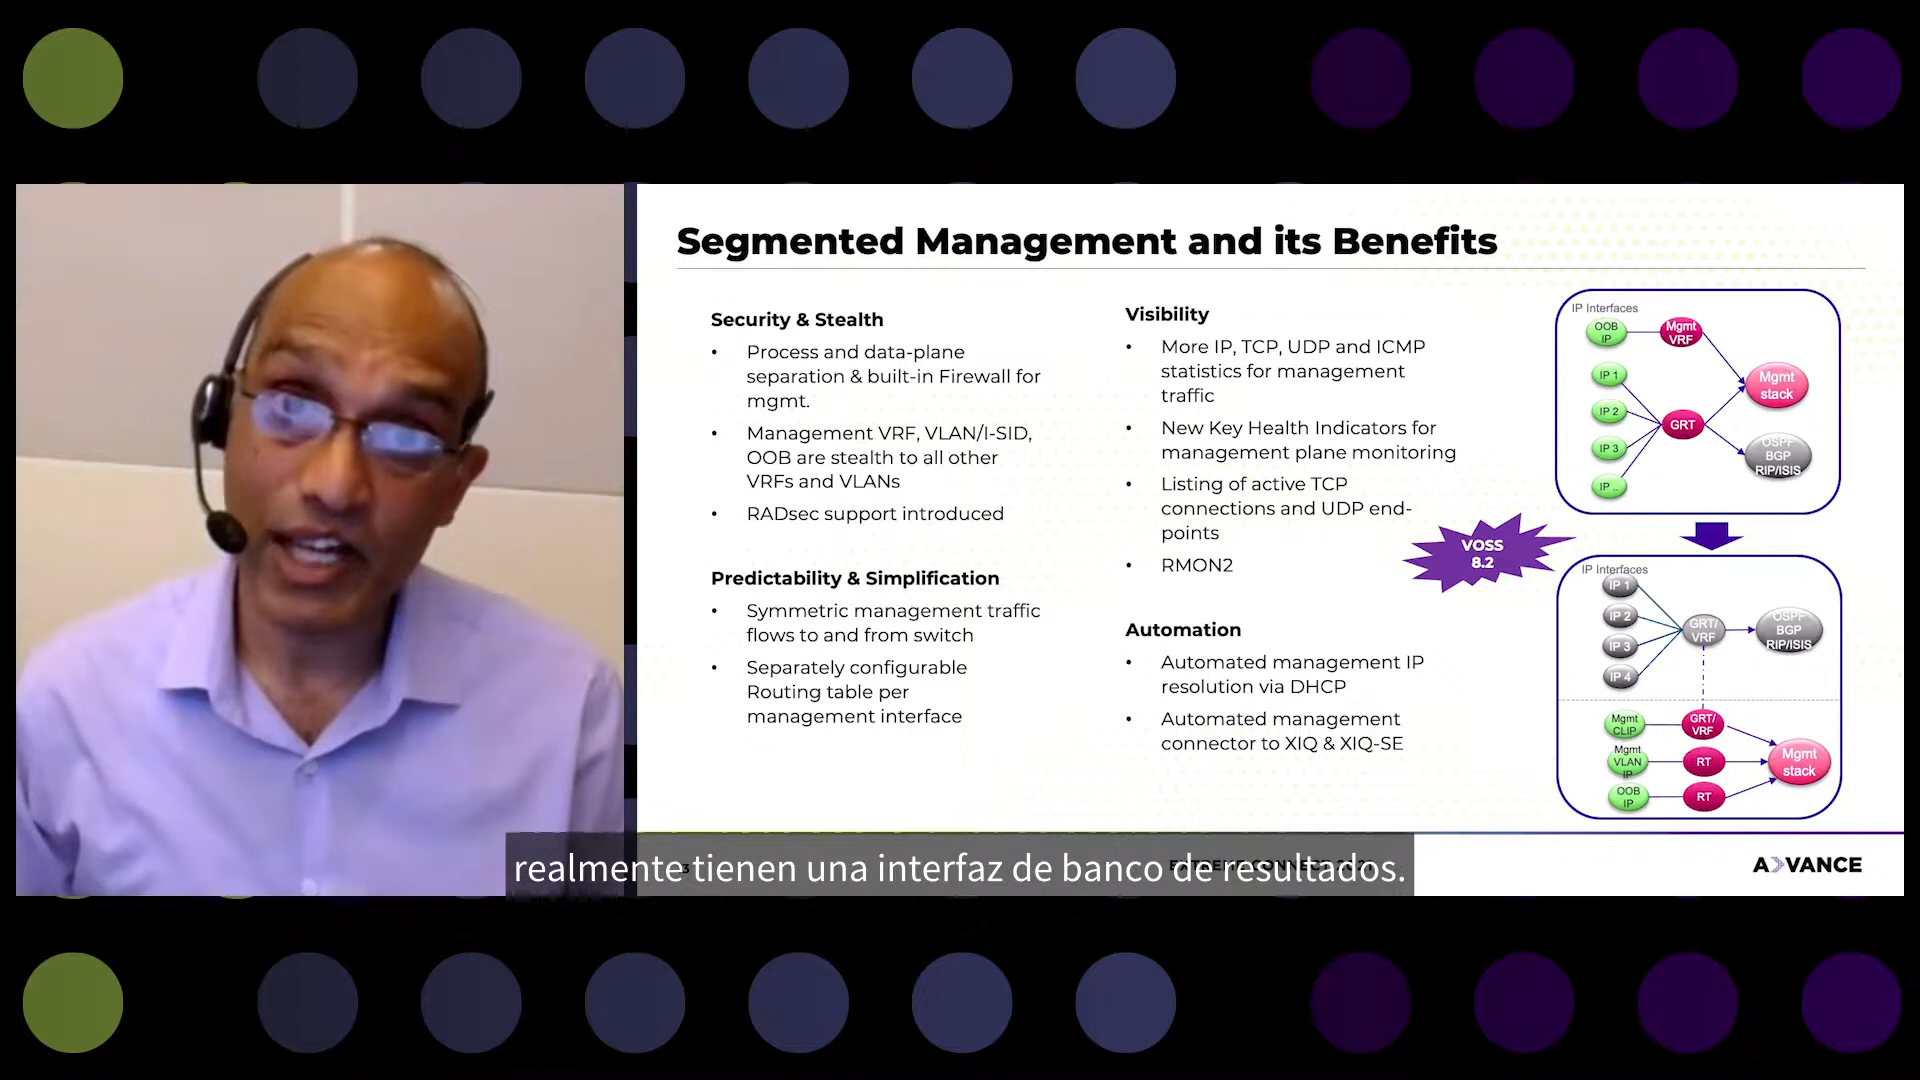 Segmented Management and its Benefits
Security & Stealth
• Process and data-plane
separation & built-in Firewall for
mgmt.
• Management VRF, VLAN/I-SID,
OOB are stealth to all other
VRFs and VLANs
• RADsec support introduced
Predictability & Simplification
• Symmetric management traffic
flows to and from switch
• Separately configurable
Routing table per
management interface
Visibility
• More IP, TCP, UDP and ICMP
statistics for management
traffic
• New Key Health Indicators for
management plane monitoring
• Listing of active TCP
connections and UDP end-
points
• RMON2
Automation
• Automated management IP
resolution via DHCP
• Automated management
connector to XIQ & XIQ-SE
VOSS
8.2
IP Interfaces
OOB
IP
Mgmt
VRF
IP 1
Mgmt
stack
IP 2
GRT
IP 3
OSPF
BGP
RIP/ISIS
IP ..
IP Interfaces
IP 1
IP 2
GRT/
VRF
OSPF
BGP
RIP/ISIS
IP 3
IP 4
Mgmt
CLIP
GRT/
VRF
Mgmt
VLAN
IP
RT
Mgmt
stack
OOB
IP
RT
realmente tienen una interfaz de banco de resultados.
ADVANCE